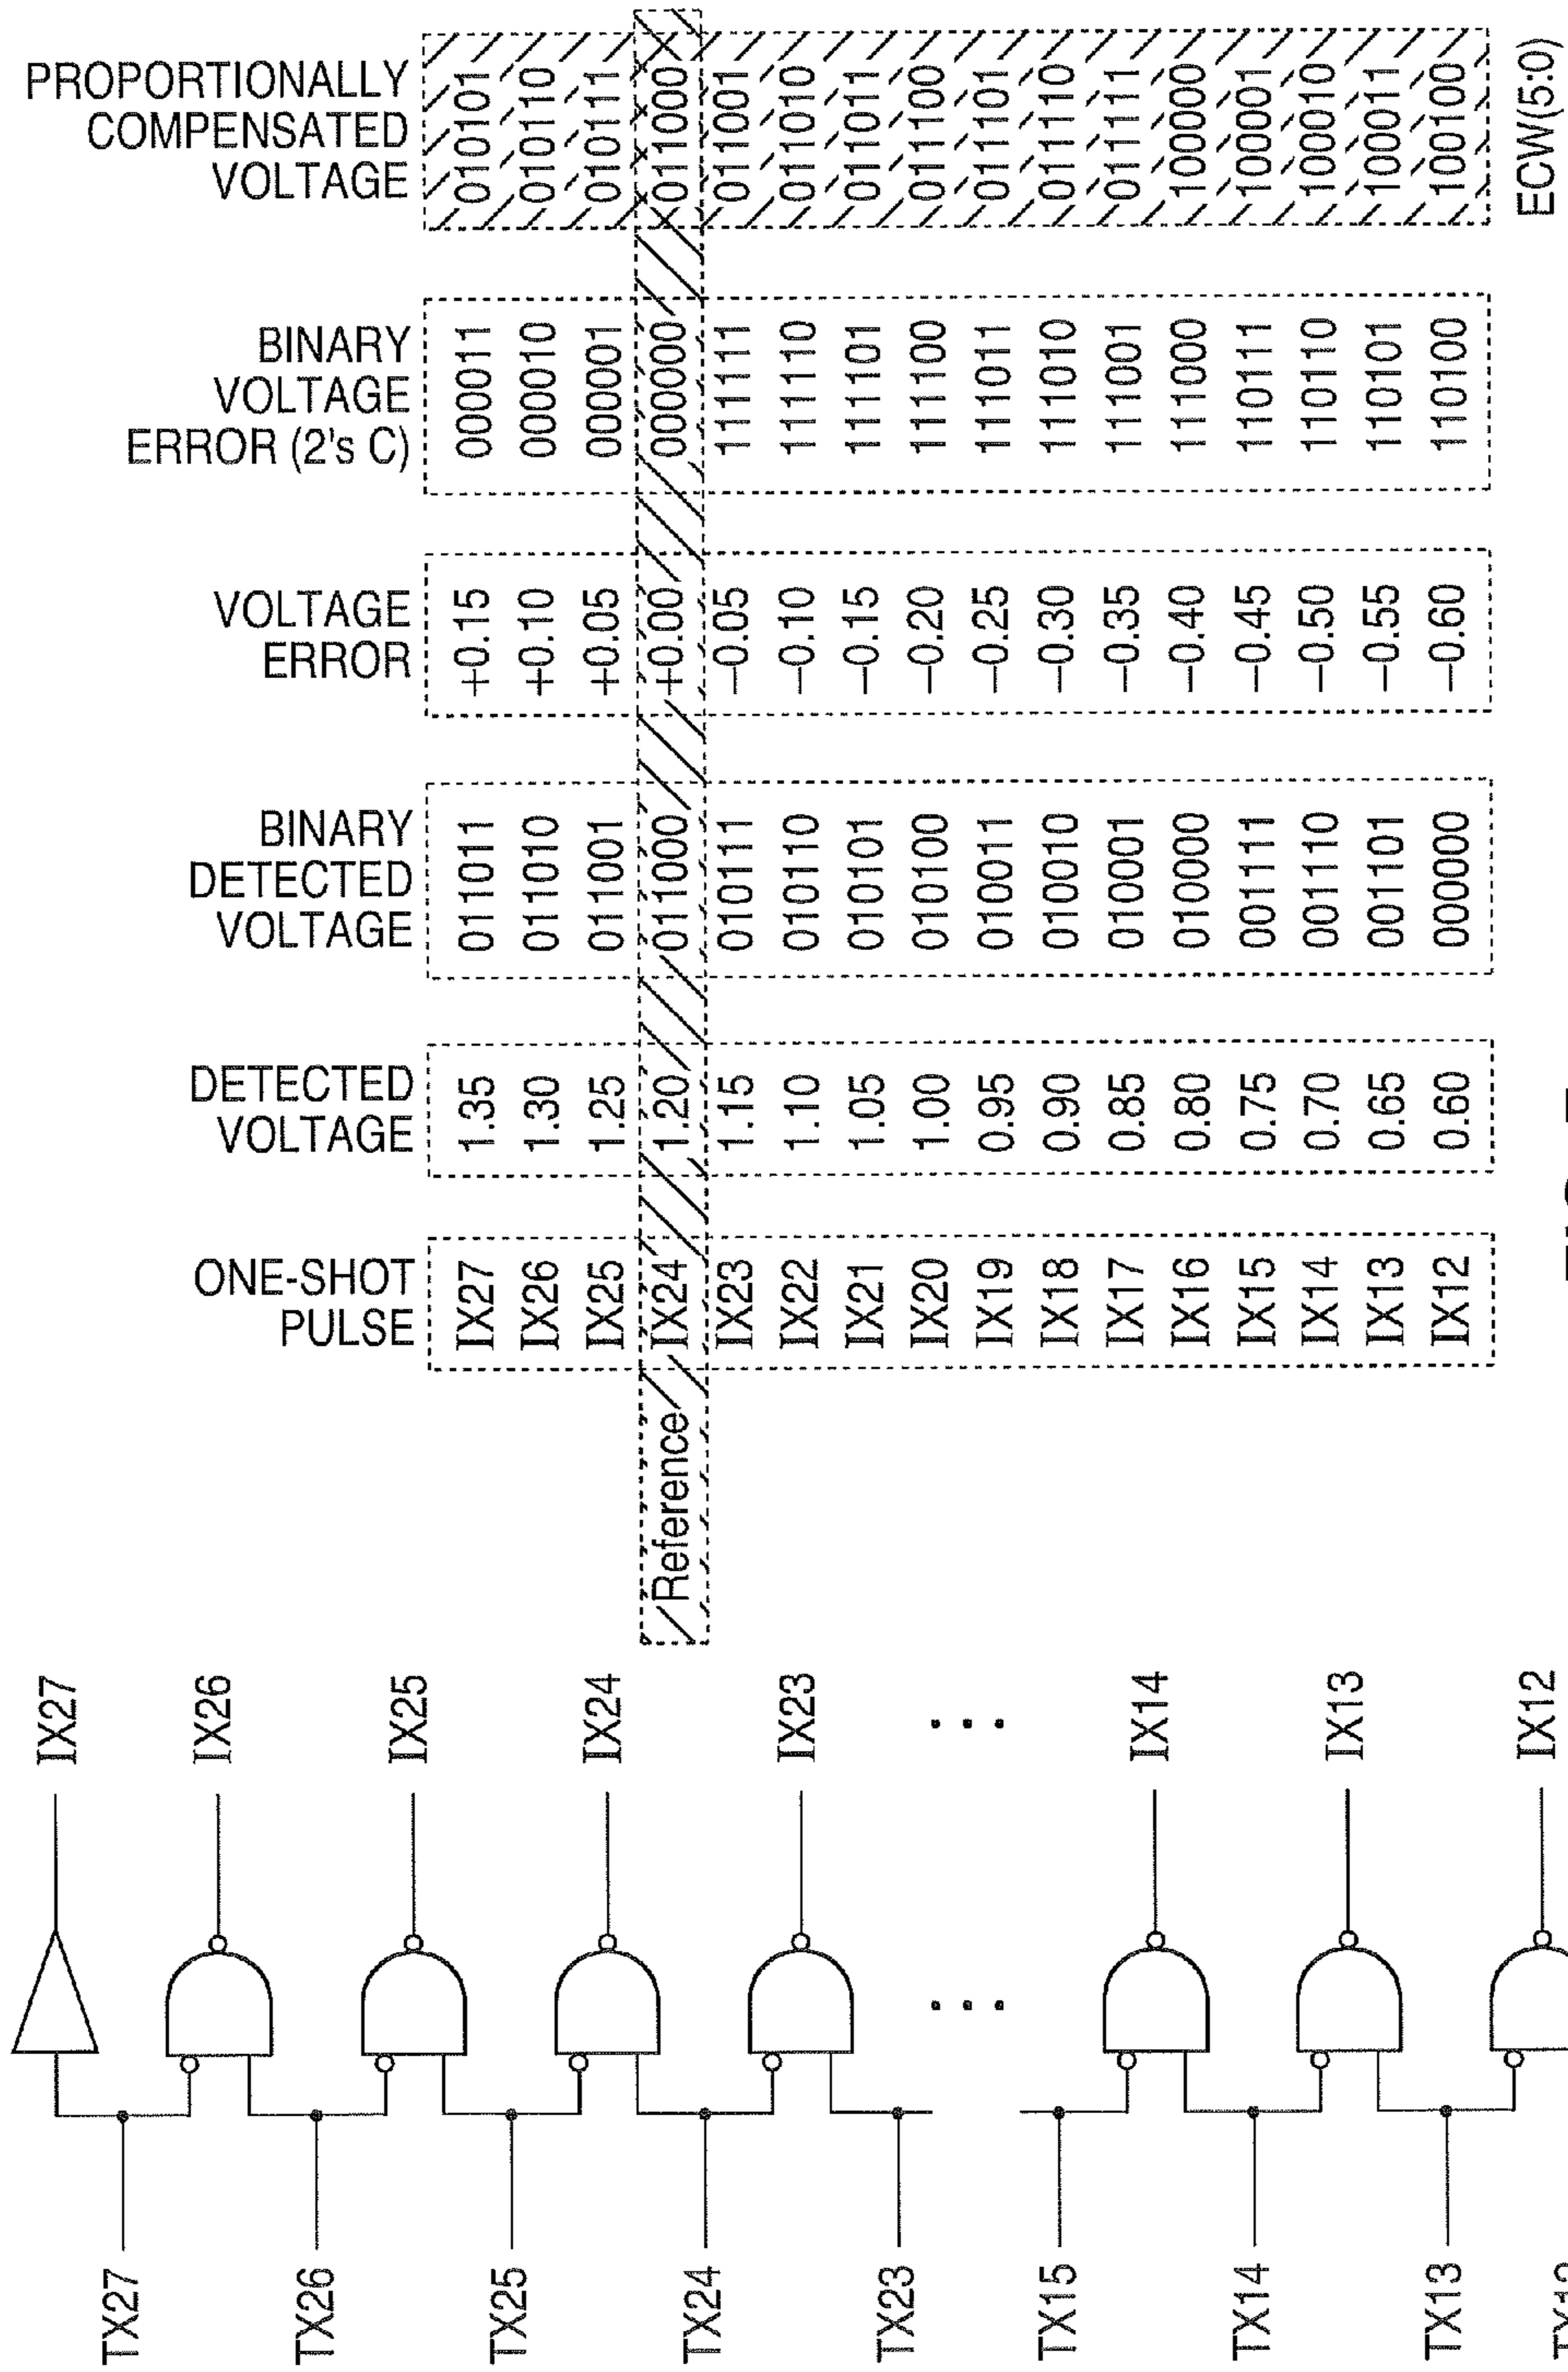 TX27
TX26
TX25
TX24
TX23
TX15
TX14
TX13
IX27
IX26
IX25
IX24
IX23
...
...
IX14
IX13
IX12
Reference
ONE-SHOT
PULSE
IX27
IX26
IX25
IX24
IX23
IX22
IX21
IX20
IX19
IX18
IX17
IX16
IX15
IX14
IX13
IX12
DETECTED
VOLTAGE
1.35
1.30
1.25
1.20
1.15
1.10
1.05
1.00
0.95
0.90
0.85
0.80
0.75
0.70
0.65
0.60
BINARY
DETECTED
VOLTAGE
011011
011010
011001
011000
010111
010110
010101
010100
010011
010010
010001
010000
001111
001110
001101
000000
VOLTAGE
ERROR
+0.15
+0.10
+0.05
+0.00
−0.05
−0.10
−0.15
−0.20
−0.25
−0.30
−0.35
−0.40
−0.45
−0.50
−0.55
−0.60
BINARY
VOLTAGE
ERROR (2's C)
000011
000010
000001
000000
111111
111110
111101
111100
111011
111010
111001
111000
110111
110110
110101
110100
PROPORTIONALLY
COMPENSATED
VOLTAGE
010101
010110
010111
011000
011001
011010
011011
011100
011101
011110
011111
100000
100001
100010
100011
100100
ECW(5:0)